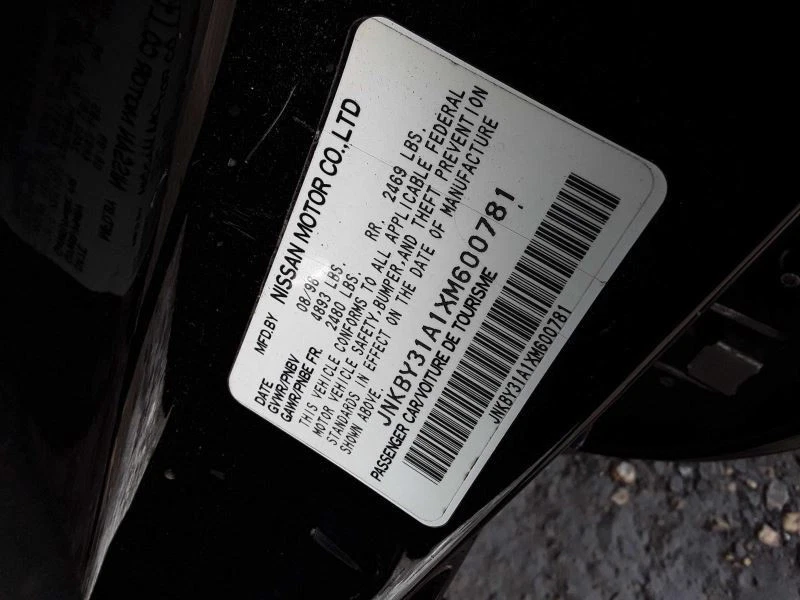 MFD.BY NISSAN MOTOR CO.,LTD
DATE 08/98
GVWR/PNBV 4893 LBS.
GAWR/PNBE FR. 2480 LBS. RR. 2469 LBS.
THIS VEHICLE CONFORMS TO ALL APPLICABLE FEDERAL
MOTOR VEHICLE SAFETY,BUMPER,AND THEFT PREVENTION
STANDARDS IN EFFECT ON THE DATE OF MANUFACTURE
SHOWN ABOVE
JNKBY31A1XM600781
PASSENGER CAR/VOITURE DE TOURISME
JNKBY31A1XM600781